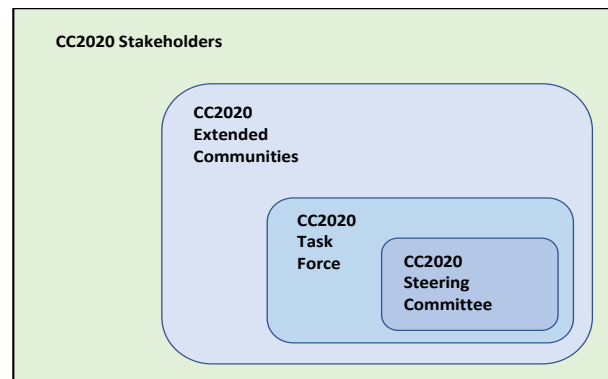 CC2020 Stakeholders
CC2020
Extended
Communities
CC2020
Task
Force
CC2020
Steering
Committee